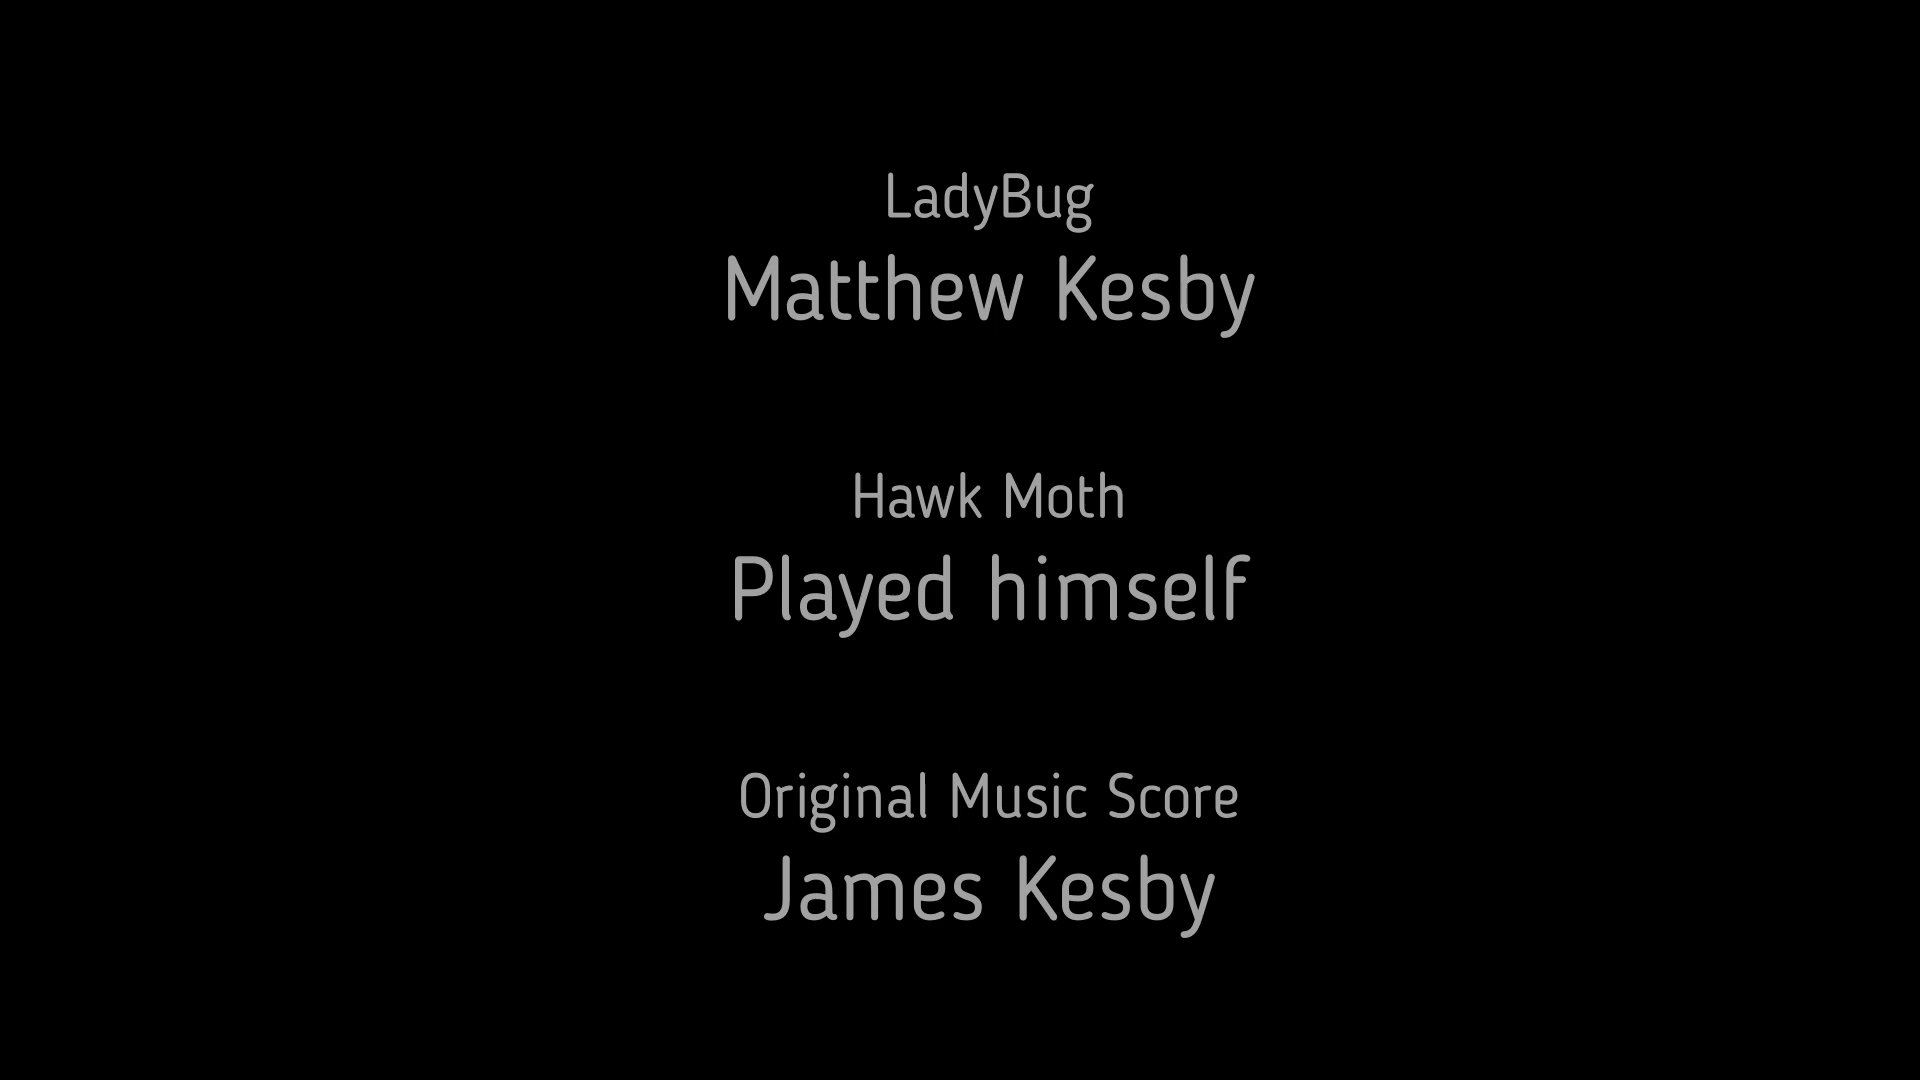 LadyBug
Matthew Kesby
Hawk Moth
Played himself
Original Music Score
James Kesby